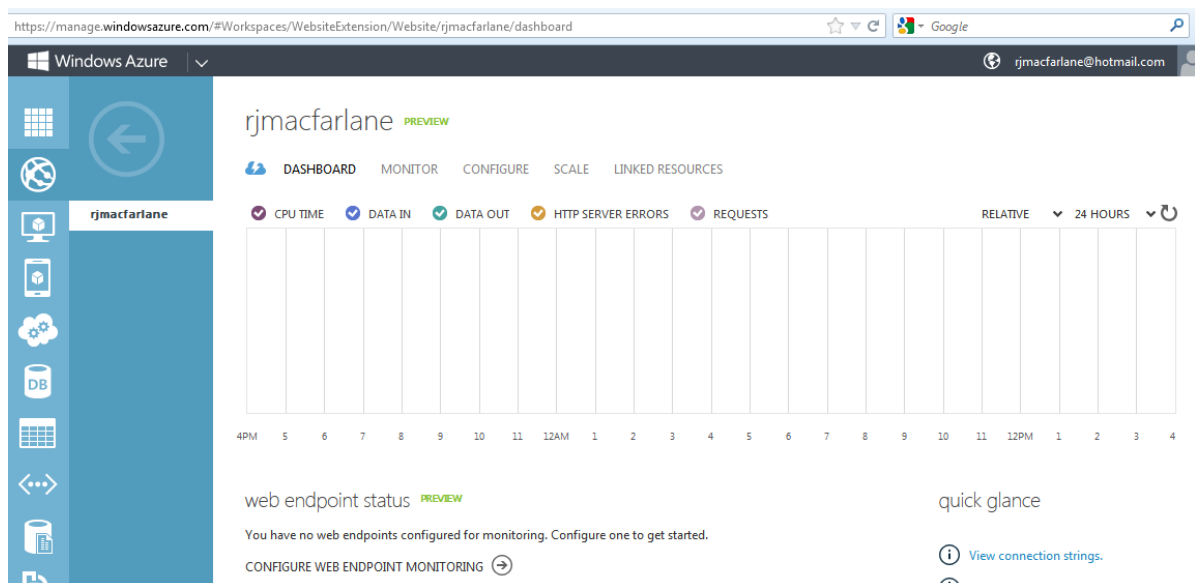 https://manage.windowsazure.com/#Workspaces/WebsiteExtension/Website/rjmacfarlane/dashboard Google
Windows Azure rjmacfarlane@hotmail.com
rjmacfarlane PREVIEW
DASHBOARD MONITOR CONFIGURE SCALE LINKED RESOURCES
rjmacfarlane
CPU TIME DATA IN DATA OUT HTTP SERVER ERRORS REQUESTS RELATIVE 24 HOURS
DB
4PM 5 6 7 8 9 10 11 12AM 1 2 3 4 5 6 7 8 9 10 11 12PM 1 2 3 4
web endpoint status PREVIEW
You have no web endpoints configured for monitoring. Configure one to get started.
CONFIGURE WEB ENDPOINT MONITORING
quick glance
View connection strings.